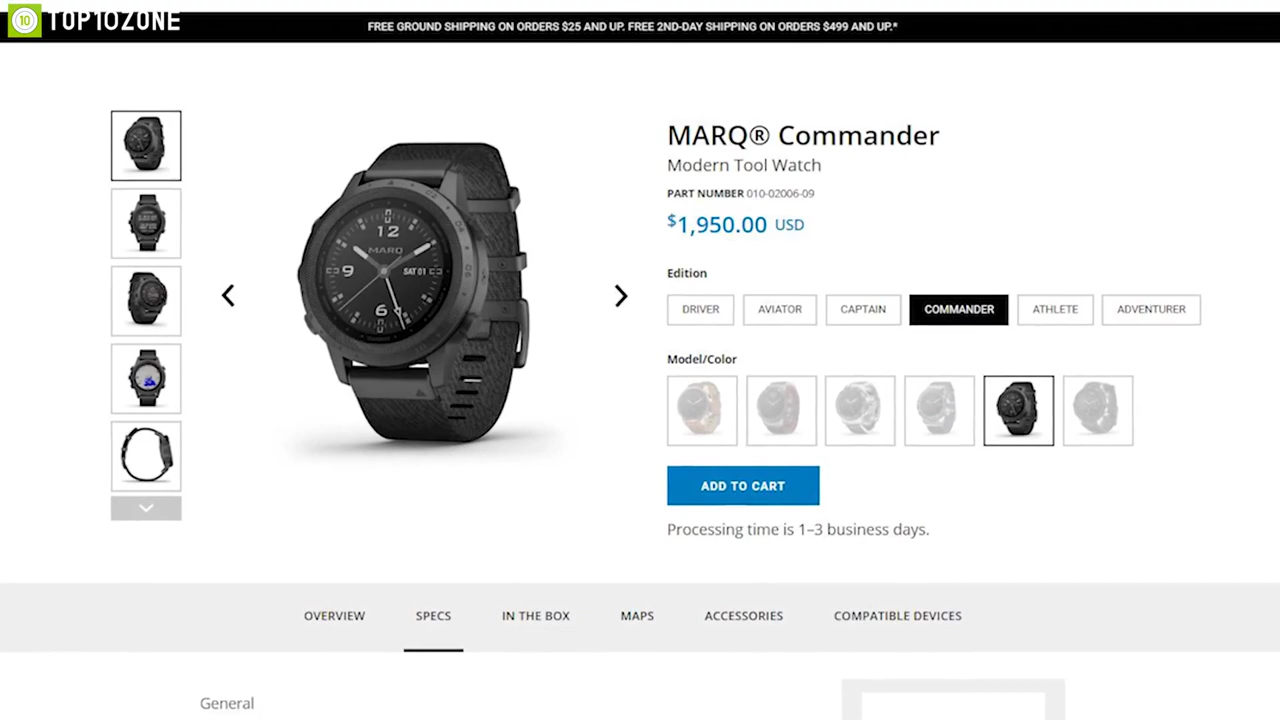 TOP10ZONE
FREE GROUND SHIPPING ON ORDERS $25 AND UP. FREE 2ND-DAY SHIPPING ON ORDERS $499 AND UP.*
MARQ® Commander
Modern Tool Watch
PART NUMBER 010-02006-09
$1,950.00 USD
Edition
DRIVER AVIATOR CAPTAIN COMMANDER ATHLETE ADVENTURER
Model/Color
12
MARQ
9 SAT 01
6
ADD TO CART
Processing time is 1–3 business days.
OVERVIEW SPECS IN THE BOX MAPS ACCESSORIES COMPATIBLE DEVICES
General